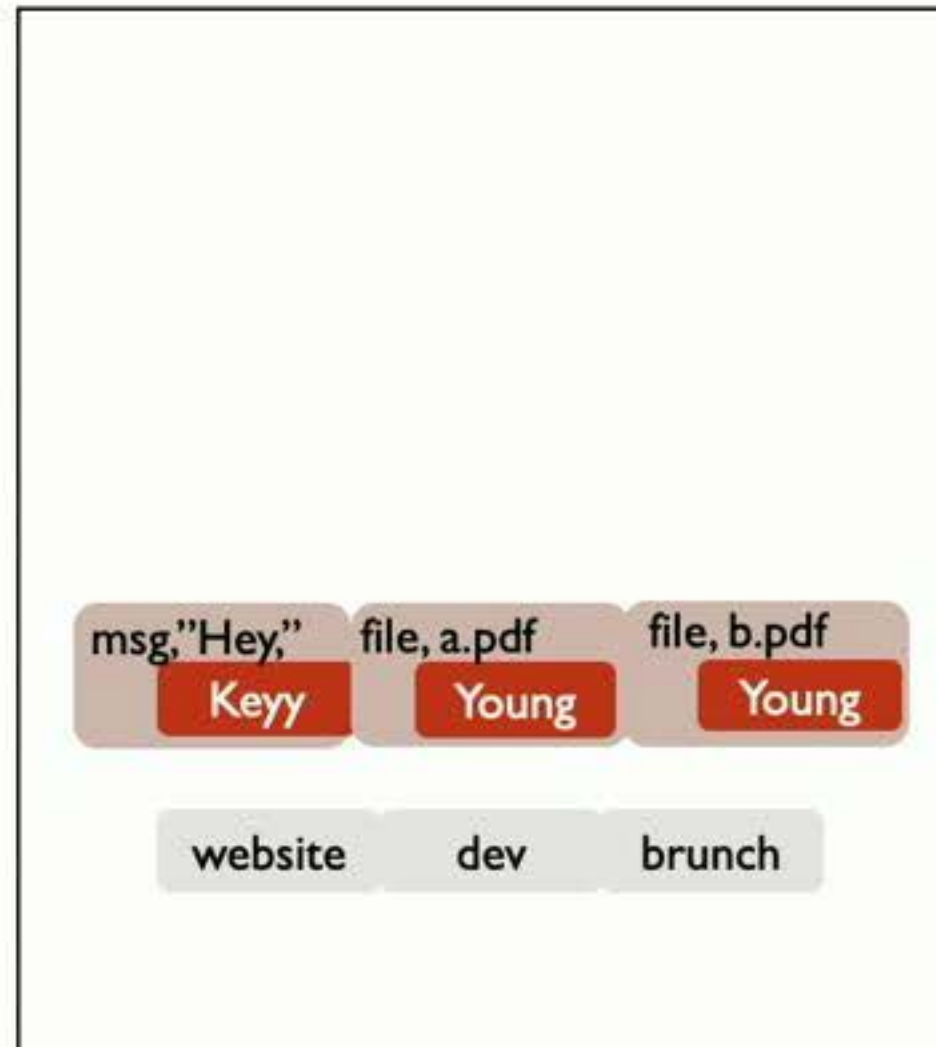 msg,”Hey,” file, a.pdf file, b.pdf
Keyy Young Young
website dev brunch